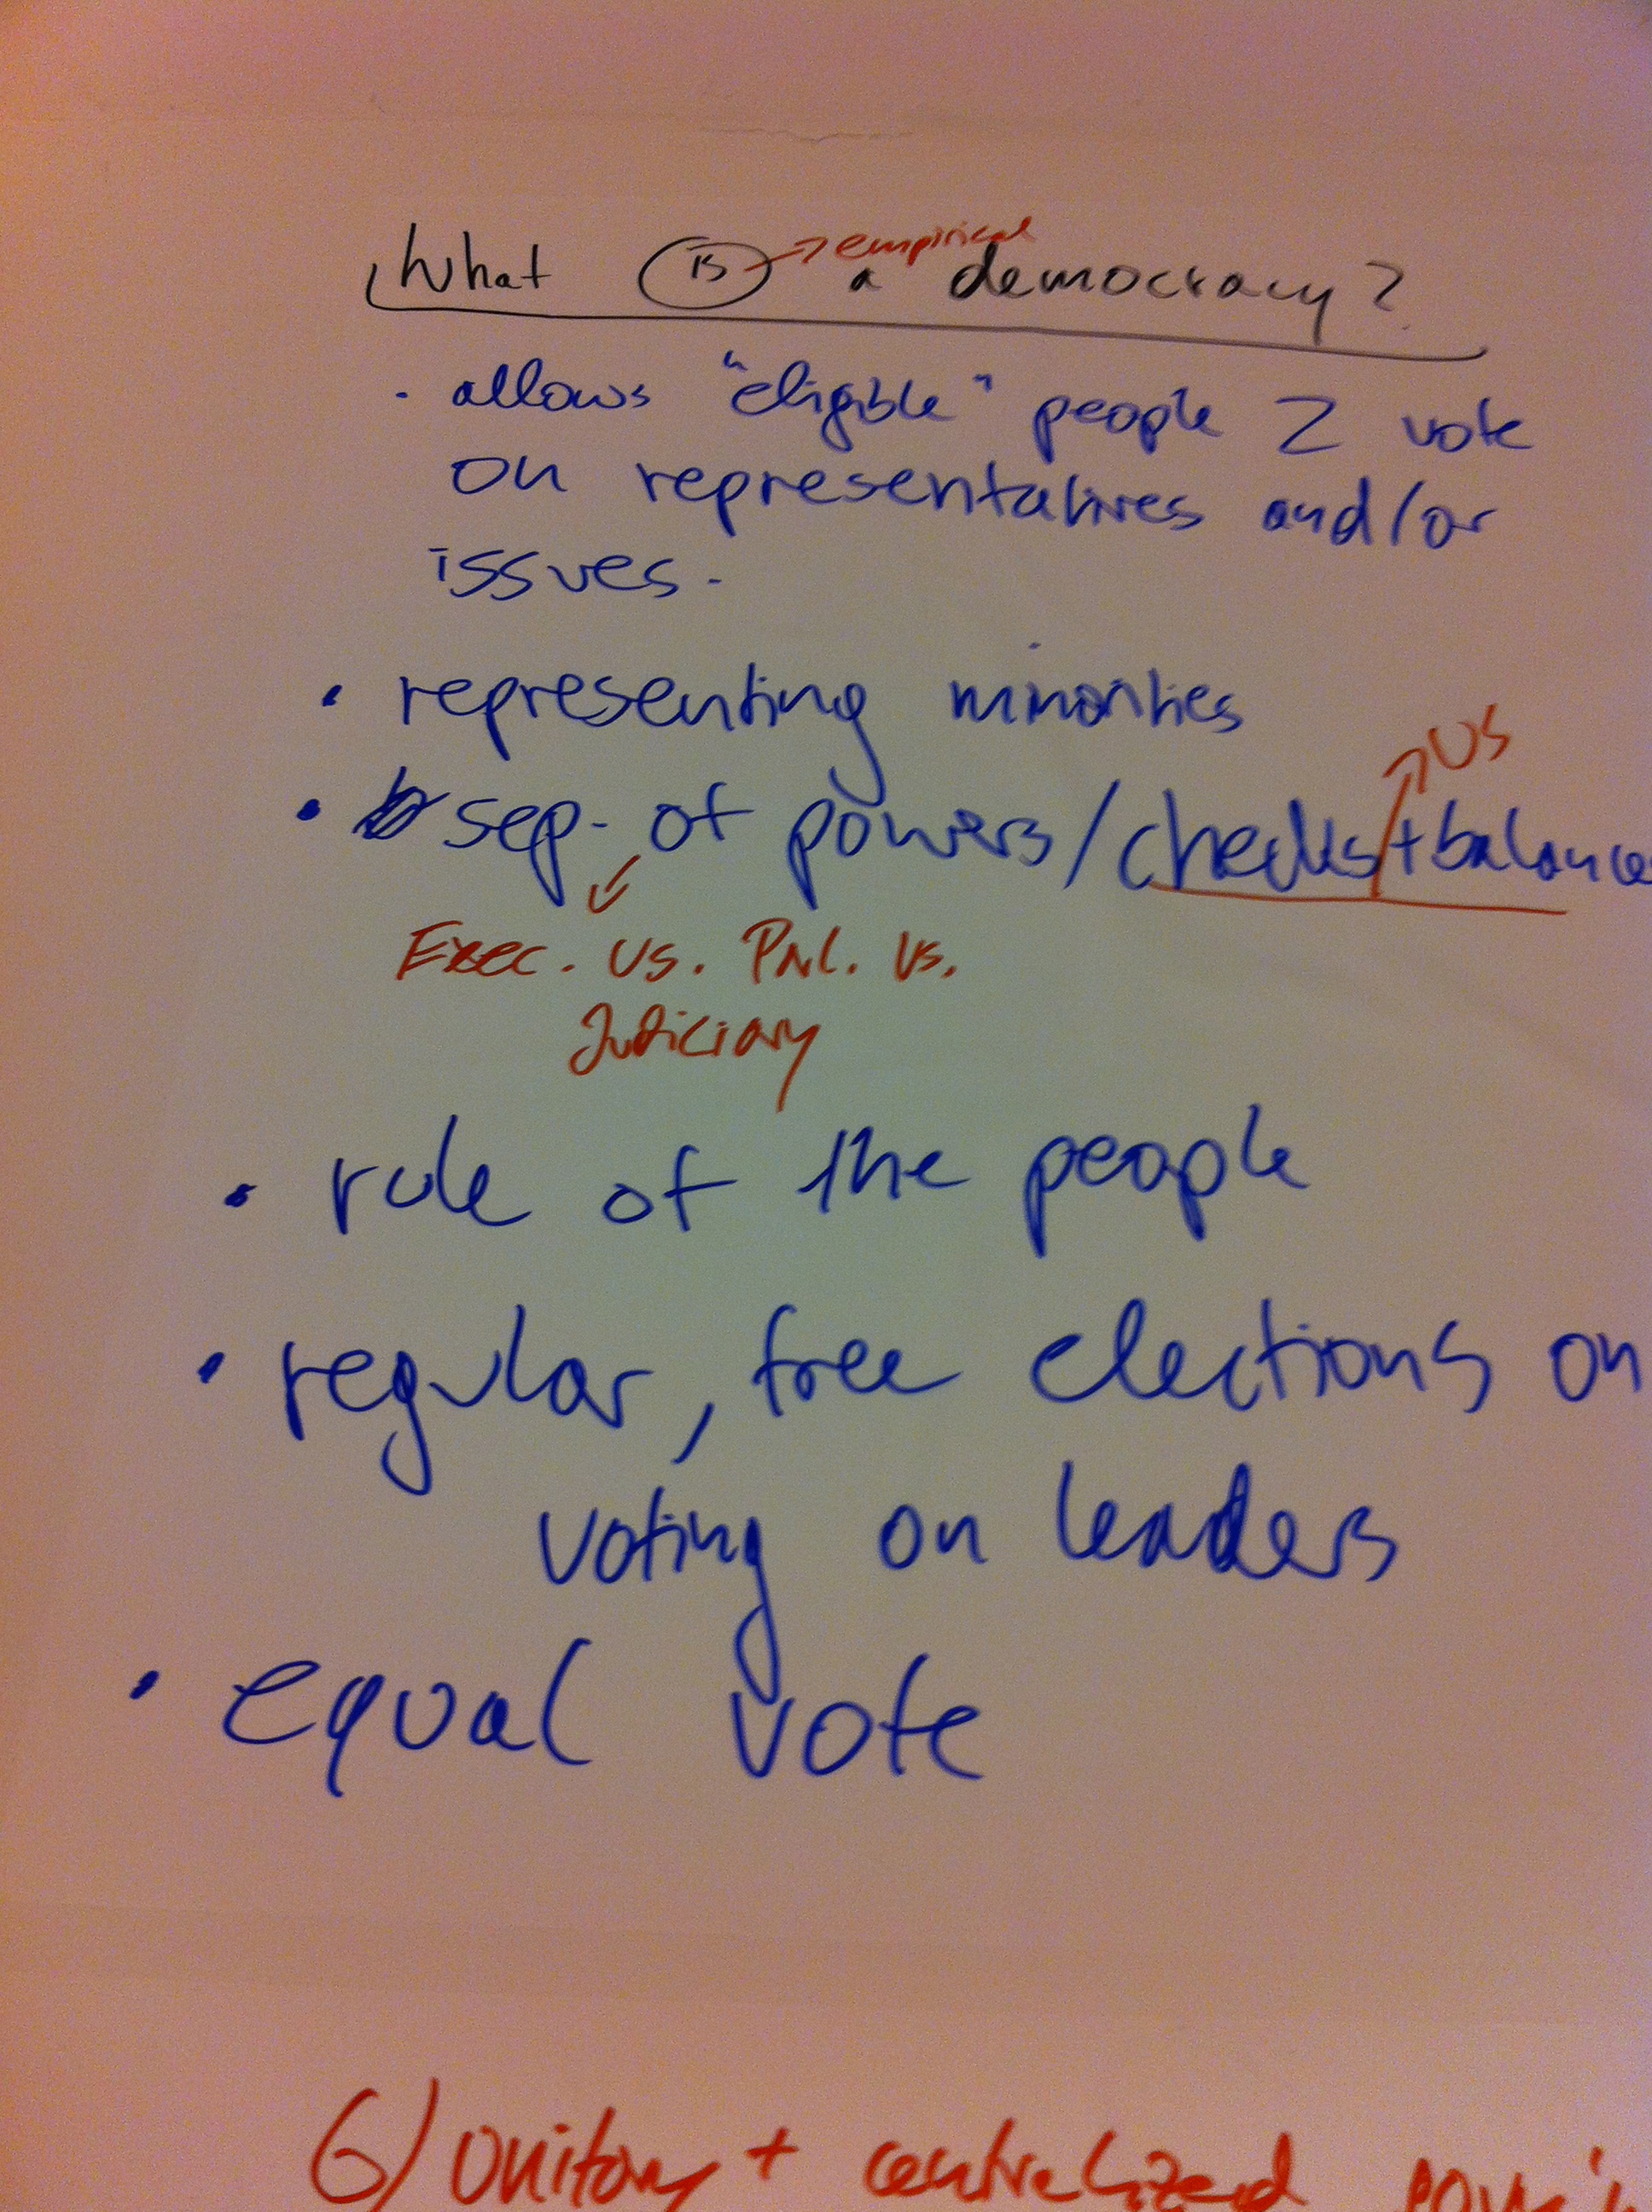 What is → empirical a democracy?
· allows "eligible" people 2 vote
on representatives and/or
issues.
• representing minorities
→ US
• sep. of powers/checks + balances
Exec. vs. Parl. vs.
Judiciary
• rule of the people
• regular, free elections on
voting on leaders
• equal vote
6) unitary + centralized